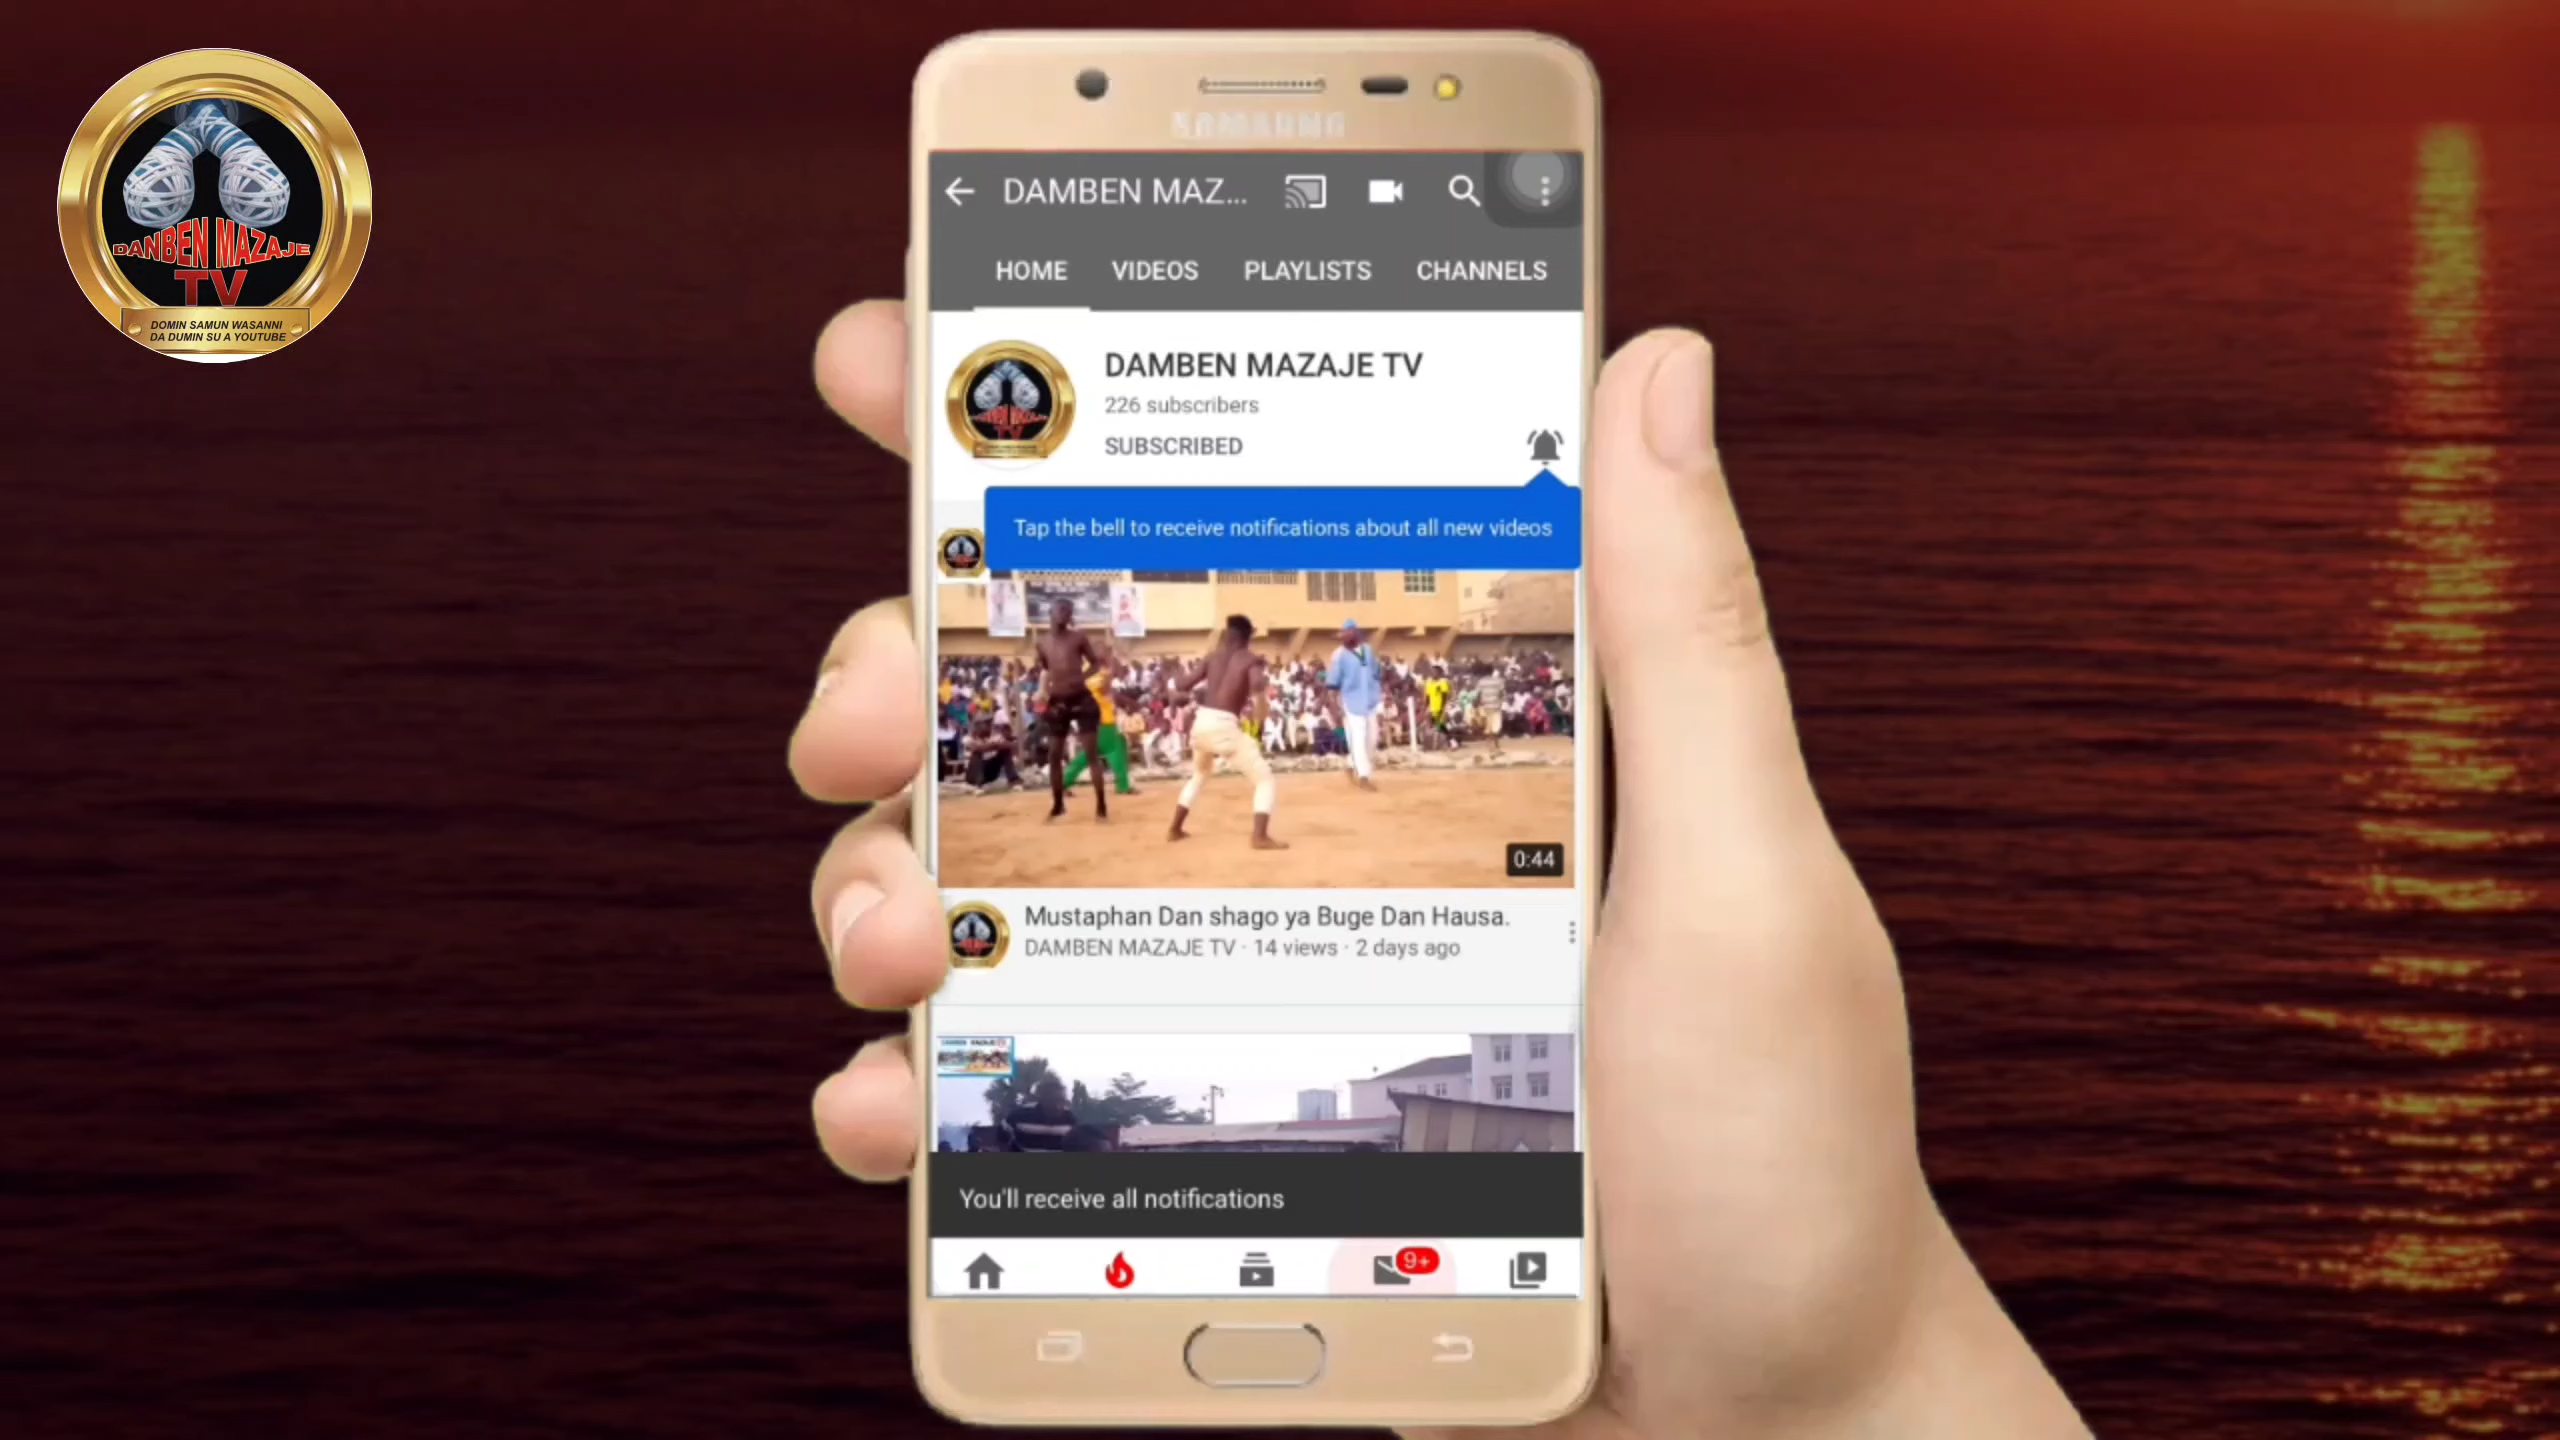 DANBEN MAZAJE
TV
DOMIN SAMUN WASANNI
DA DUMIN SU A YOUTUBE
SAMSUNG
DAMBEN MAZ...
HOME VIDEOS PLAYLISTS CHANNELS
DAMBEN MAZAJE TV
226 subscribers
SUBSCRIBED
Tap the bell to receive notifications about all new videos
0:44
Mustaphan Dan shago ya Buge Dan Hausa.
DAMBEN MAZAJE TV · 14 views · 2 days ago
You'll receive all notifications
9+